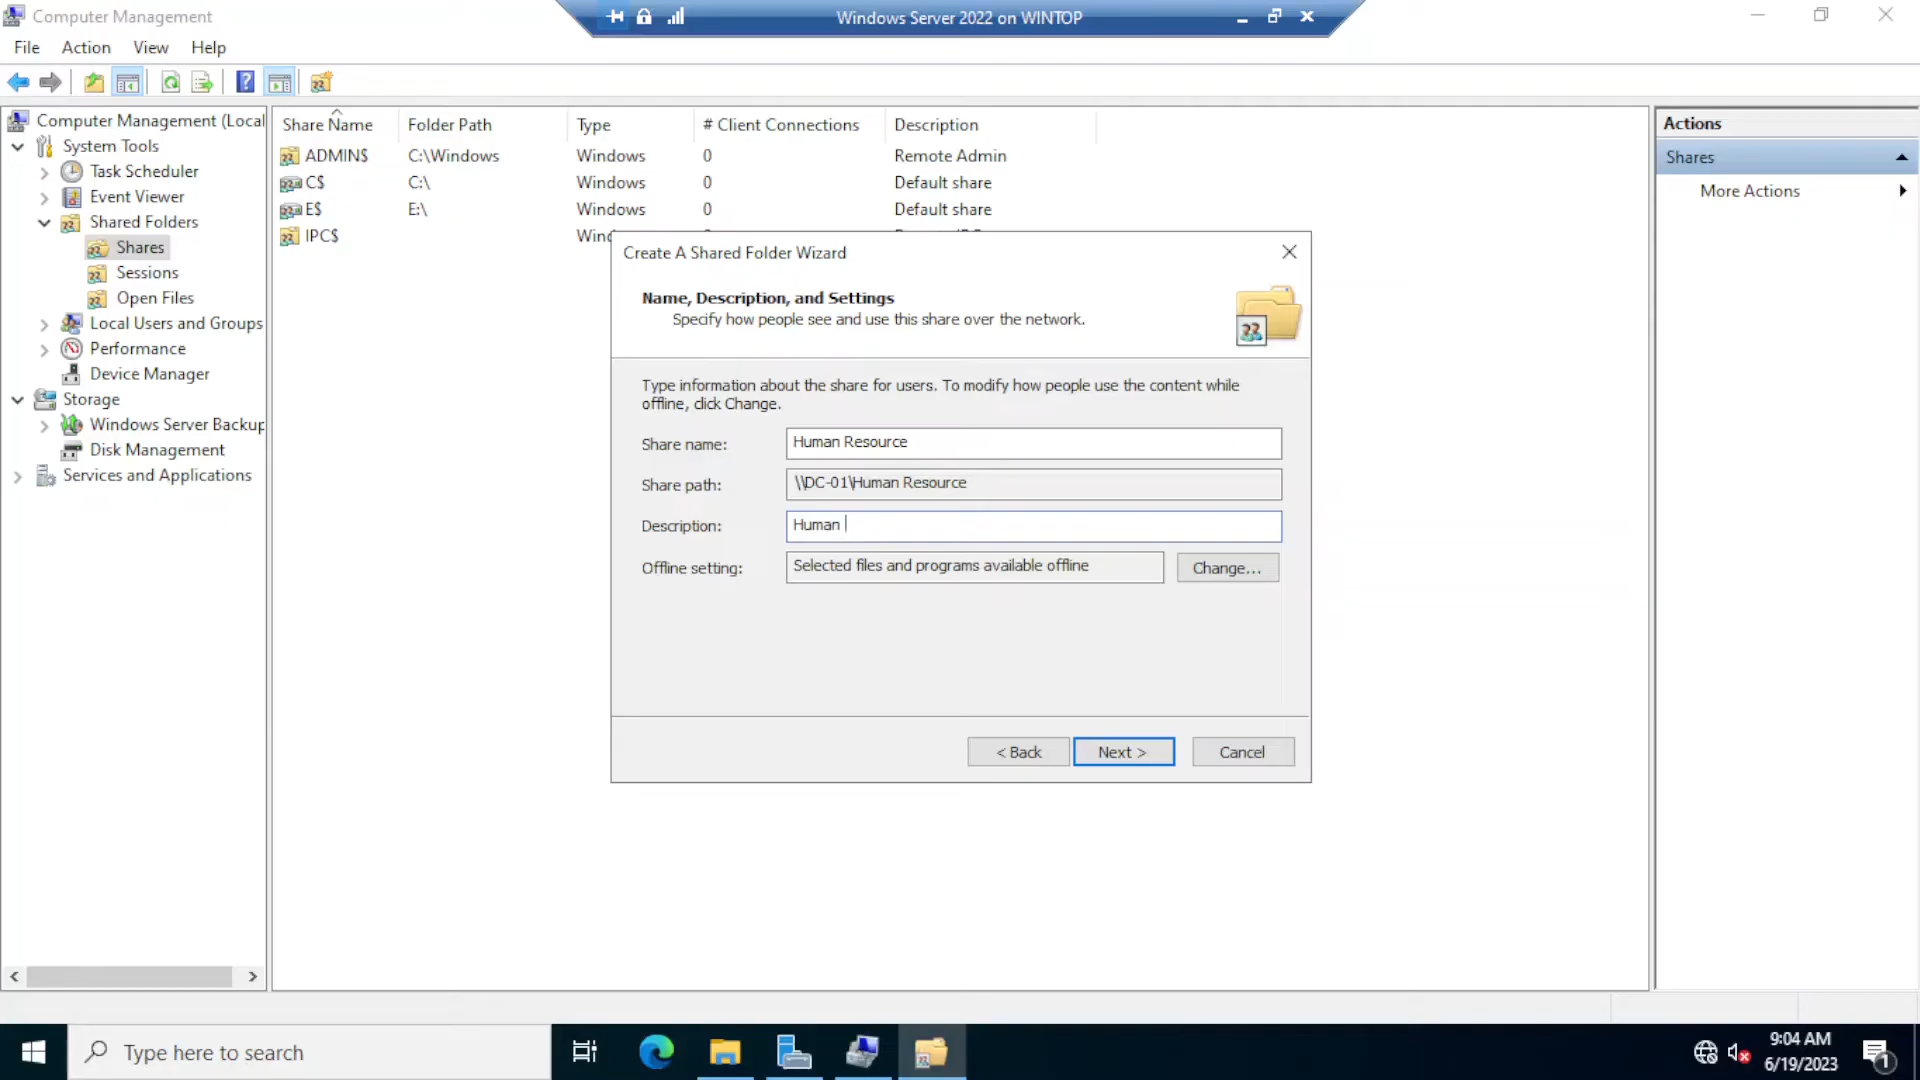 Computer Management
Windows Server 2022 on WINTOP
File Action View Help
Computer Management (Local
System Tools
Task Scheduler
Event Viewer
Shared Folders
Shares
Sessions
Open Files
Local Users and Groups
Performance
Device Manager
Storage
Windows Server Backup
Disk Management
Services and Applications
Share Name Folder Path Type # Client Connections Description
ADMIN$ C:\Windows Windows 0 Remote Admin
C$ C:\ Windows 0 Default share
E$ E:\ Windows 0 Default share
IPC$
Create A Shared Folder Wizard
Name, Description, and Settings
Specify how people see and use this share over the network.
Type information about the share for users. To modify how people use the content while
offline, click Change.
Share name: Human Resource
Share path: \\DC-01\Human Resource
Description: Human
Offline setting: Selected files and programs available offline Change...
< Back Next > Cancel
Actions
Shares
More Actions
Type here to search
9:04 AM
6/19/2023
1